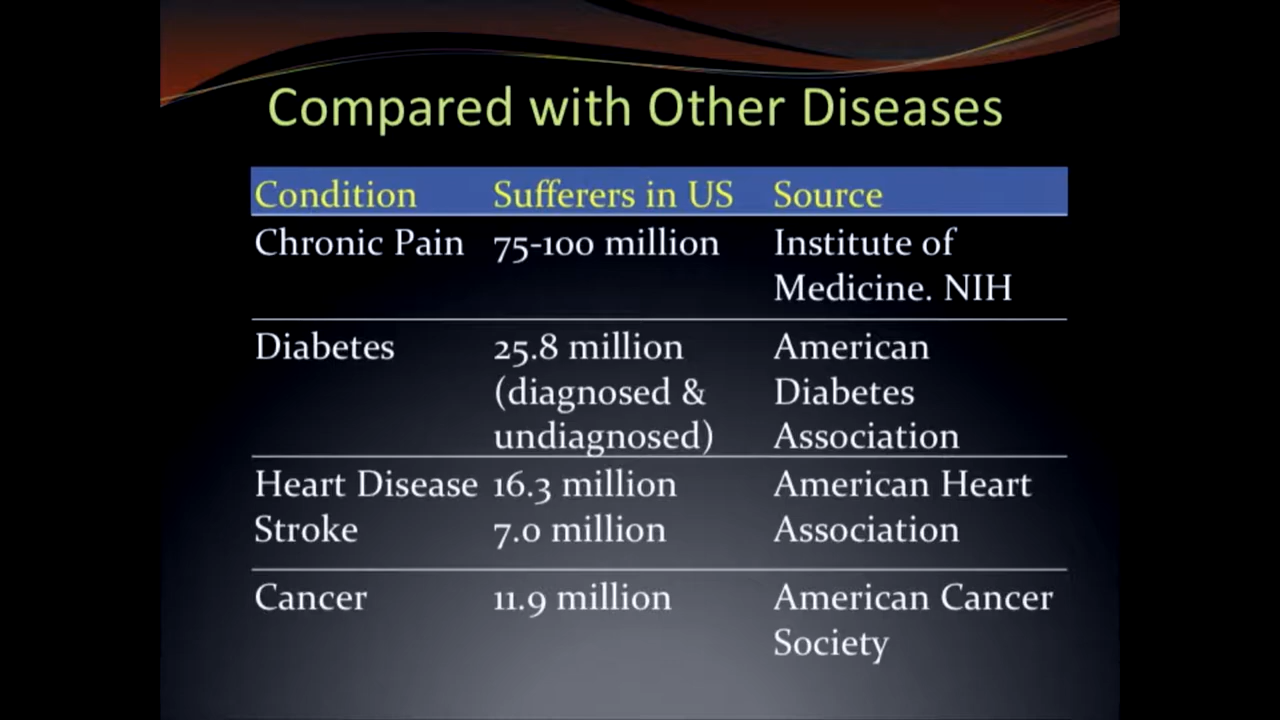 Compared with Other Diseases
Condition Sufferers in US Source
Chronic Pain 75-100 million Institute of
Medicine. NIH
Diabetes 25.8 million American
(diagnosed & Diabetes
undiagnosed) Association
Heart Disease 16.3 million American Heart
Stroke 7.0 million Association
Cancer 11.9 million American Cancer
Society